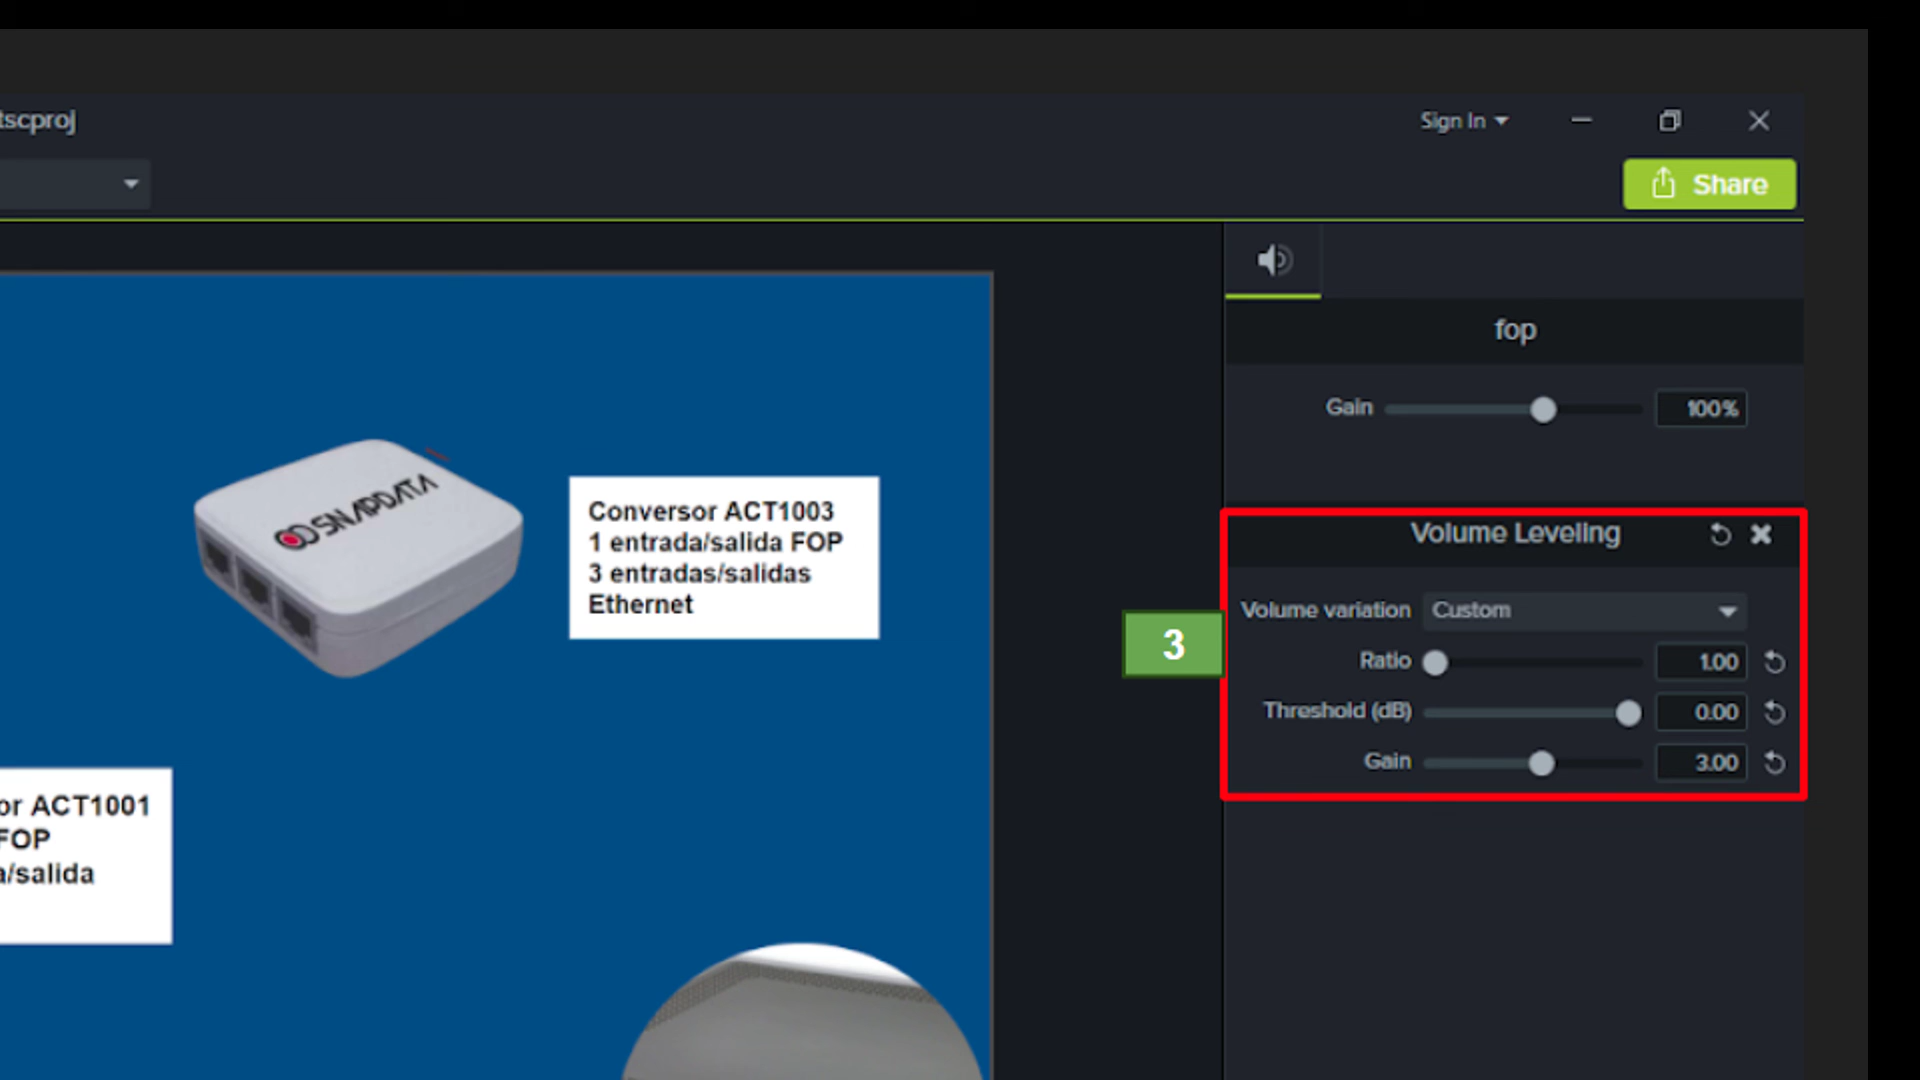 tscproj
Sign In
Share
fop
Gain 100%
SNAPDATA
Conversor ACT1003
1 entrada/salida FOP
3 entradas/salidas
Ethernet
Volume Leveling
Volume variation Custom
3
Ratio 1.00
Threshold (dB) 0.00
Gain 3.00
or ACT1001
FOP
a/salida